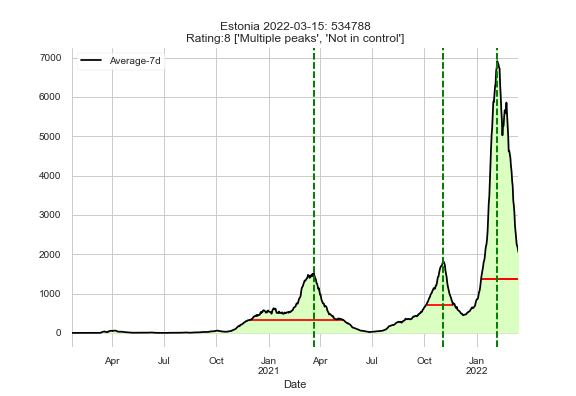 Estonia 2022-03-15: 534788
Rating:8 ['Multiple peaks', 'Not in control']
Average-7d
7000
6000
5000
4000
3000
2000
1000
0
Apr Jul Oct Jan Apr Jul Oct Jan
2021 2022
Date